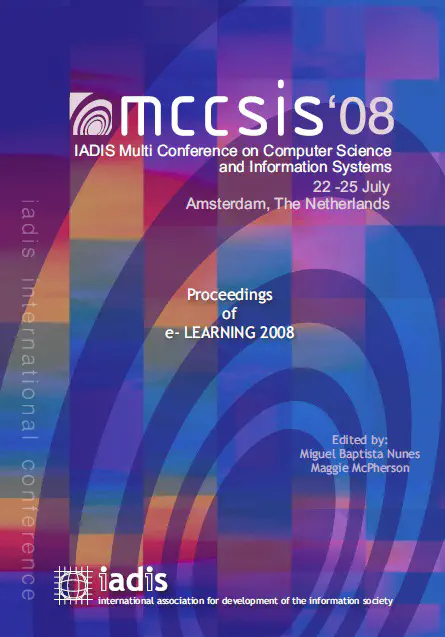 mccsis‘08
IADIS Multi Conference on Computer Science
and Information Systems
22 -25 July
Amsterdam, The Netherlands
iadis international conference
Proceedings
of
e- LEARNING 2008
Edited by:
Miguel Baptista Nunes
Maggie McPherson
iadis
international association for development of the information society